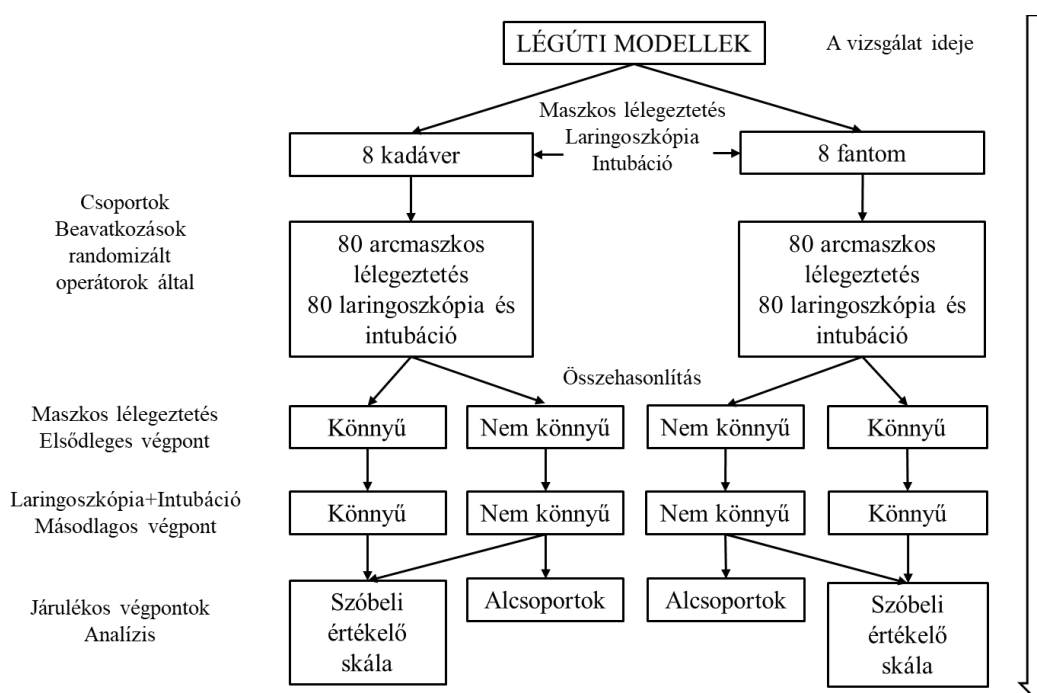 LÉGÚTI MODELLEK
A vizsgálat ideje
Maszkos lélegeztetés
Laringoszkópia
Intubáció
8 kadáver
8 fantom
Csoportok
Beavatkozások
randomizált
operátorok által
80 arcmaszkos
lélegeztetés
80 laringoszkópia és
intubáció
80 arcmaszkos
lélegeztetés
80 laringoszkópia és
intubáció
Összehasonlítás
Maszkos lélegeztetés
Elsődleges végpont
Könnyű
Nem könnyű
Nem könnyű
Könnyű
Laringoszkópia+Intubáció
Másodlagos végpont
Könnyű
Nem könnyű
Nem könnyű
Könnyű
Járulékos végpontok
Analízis
Szóbeli
értékelő
skála
Alcsoportok
Alcsoportok
Szóbeli
értékelő
skála